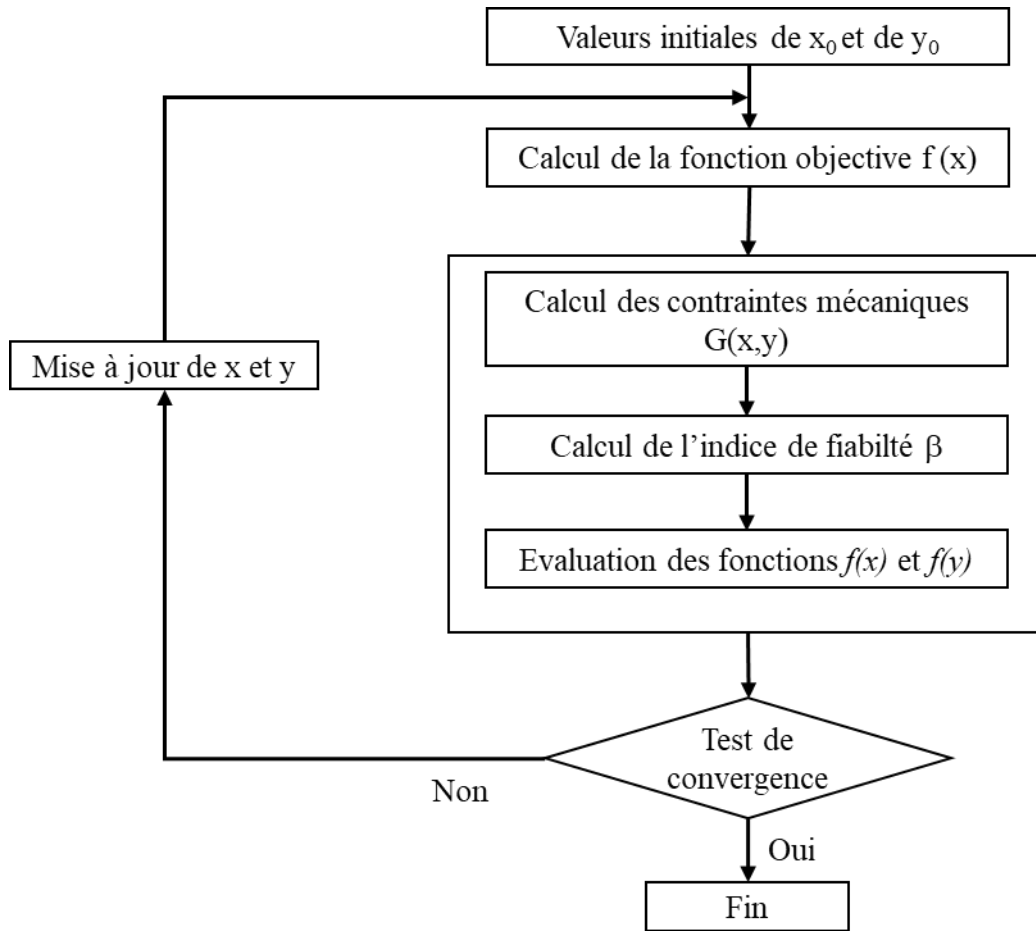 Valeurs initiales de x₀ et de y₀
Calcul de la fonction objective f (x)
Calcul des contraintes mécaniques
G(x,y)
Mise à jour de x et y
Calcul de l’indice de fiabilté β
Evaluation des fonctions f(x) et f(y)
Test de
convergence
Non
Oui
Fin